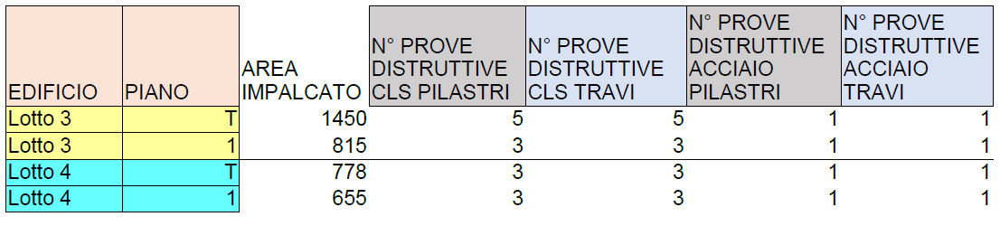 EDIFICIO PIANO AREA IMPALCATO N° PROVE DISTRUTTIVE CLS PILASTRI N° PROVE DISTRUTTIVE CLS TRAVI N° PROVE DISTRUTTIVE ACCIAIO PILASTRI N° PROVE DISTRUTTIVE ACCIAIO TRAVI
Lotto 3 T 1450 5 5 1 1
Lotto 3 1 815 3 3 1 1
Lotto 4 T 778 3 3 1 1
Lotto 4 1 655 3 3 1 1